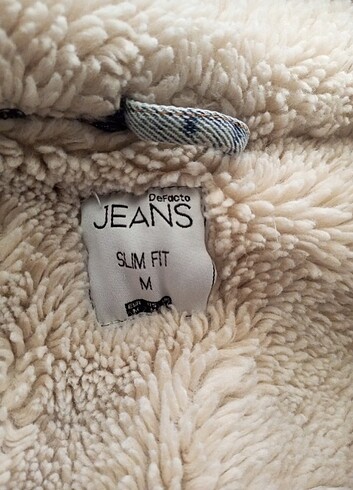 DeFacto
JEANS
SLIM FIT
M